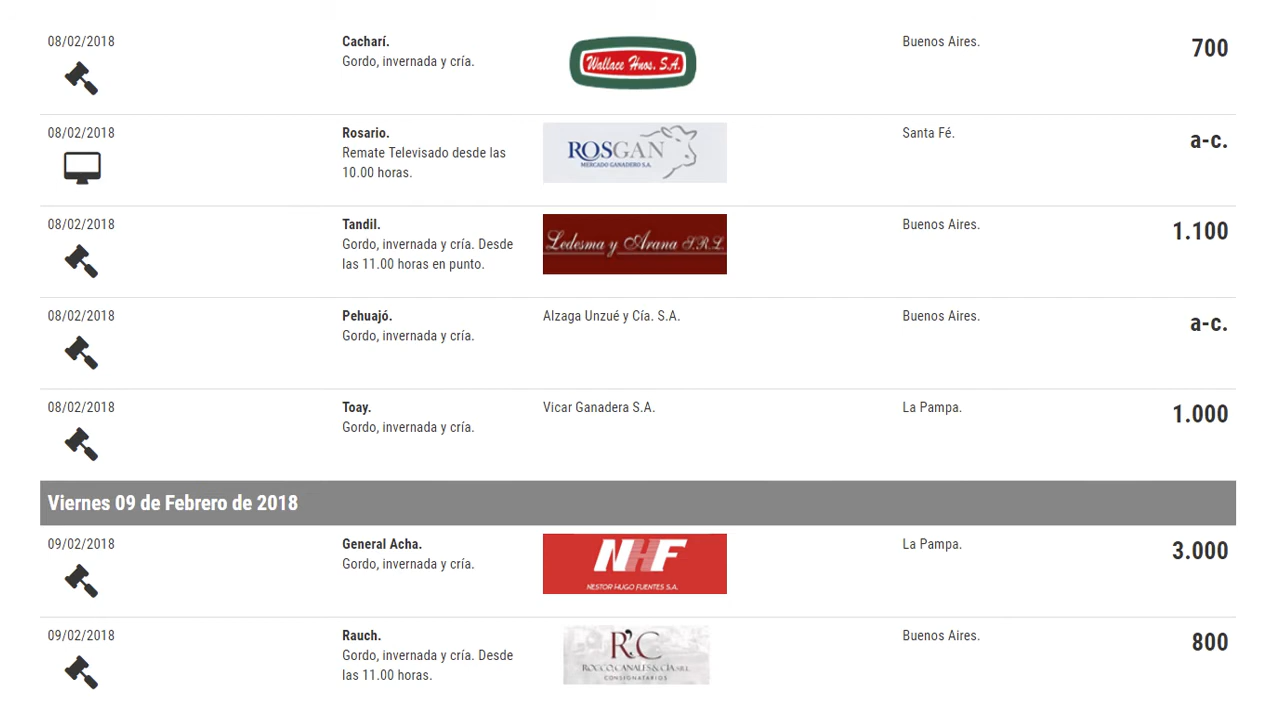 08/02/2018
Cacharí.
Gordo, invernada y cría.
Wallace Hnos. S.A.
Buenos Aires.
700
08/02/2018
Rosario.
Remate Televisado desde las
10.00 horas.
ROSGAN
MERCADO GANADERO S.A.
Santa Fé.
a-c.
08/02/2018
Tandil.
Gordo, invernada y cría. Desde
las 11.00 horas en punto.
Ledesma y Arana S.R.L.
Buenos Aires.
1.100
08/02/2018
Pehuajó.
Gordo, invernada y cría.
Alzaga Unzué y Cía. S.A.
Buenos Aires.
a-c.
08/02/2018
Toay.
Gordo, invernada y cría.
Vicar Ganadera S.A.
La Pampa.
1.000
Viernes 09 de Febrero de 2018
09/02/2018
General Acha.
Gordo, invernada y cría.
NHF
NESTOR HUGO FUENTES S.A.
La Pampa.
3.000
09/02/2018
Rauch.
Gordo, invernada y cría. Desde
las 11.00 horas.
R'C
ROCCO, CANALES & CIA SRL
CONSIGNATARIOS
Buenos Aires.
800